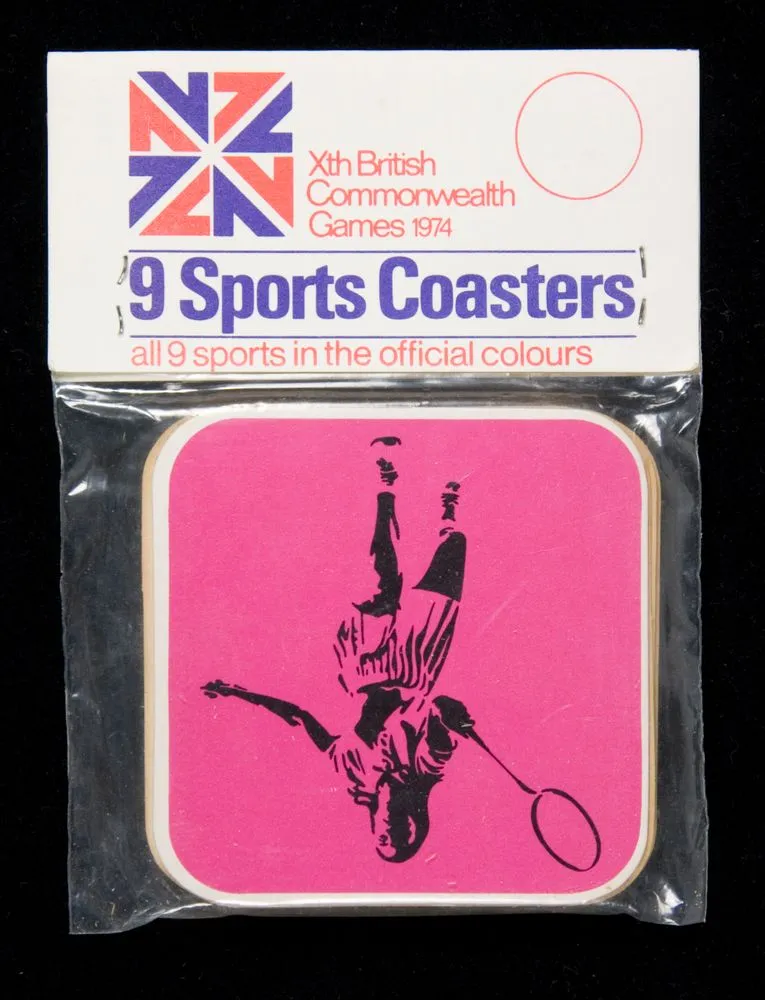 Xth British
Commonwealth
Games 1974
9 Sports Coasters
all 9 sports in the official colours